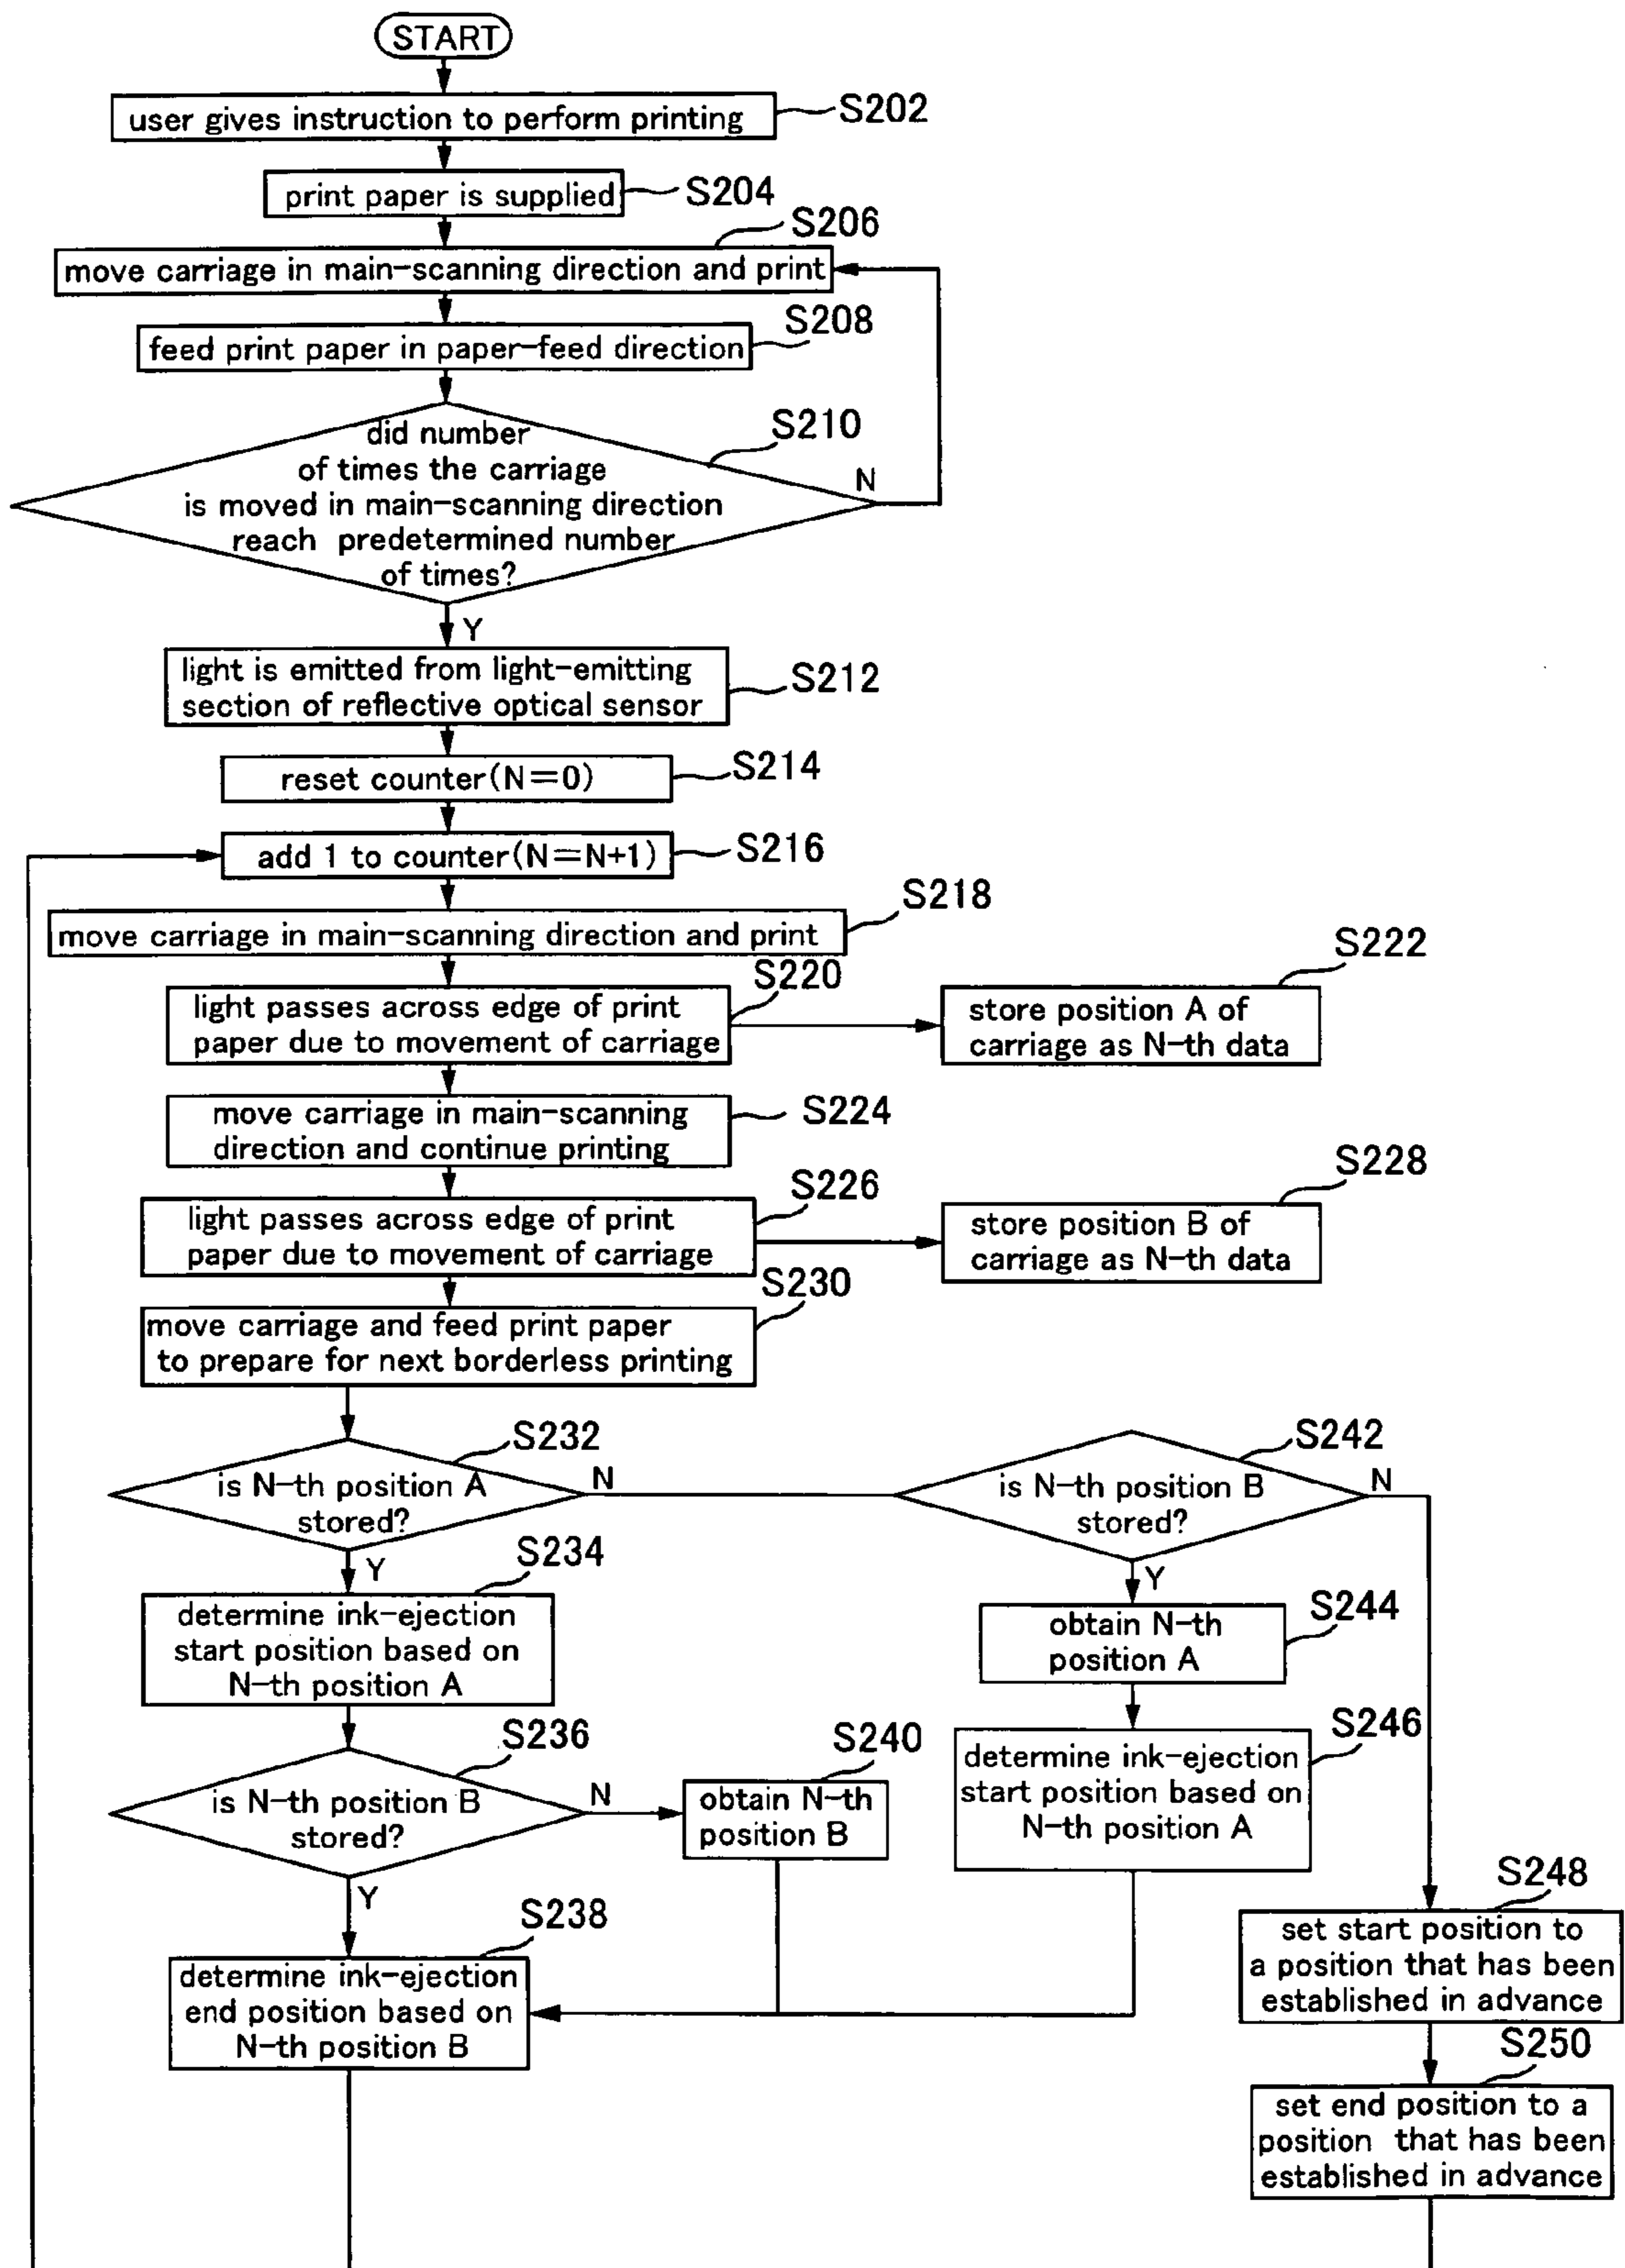 START
user gives instruction to perform printing
S202
print paper is supplied
S204
S206
move carriage in main-scanning direction and print
S208
feed print paper in paper-feed direction
S210
did number
of times the carriage
is moved in main-scanning direction
reach predetermined number
of times?
N
Y
light is emitted from light-emitting
section of reflective optical sensor
S212
reset counter(N=0)
S214
add 1 to counter(N=N+1)
S216
S218
move carriage in main-scanning direction and print
S220
light passes across edge of print
paper due to movement of carriage
S222
store position A of
carriage as N-th data
move carriage in main-scanning
direction and continue printing
S224
S226
light passes across edge of print
paper due to movement of carriage
S228
store position B of
carriage as N-th data
S230
move carriage and feed print paper
to prepare for next borderless printing
S232
is N-th position A
stored?
N
Y
S242
is N-th position B
stored?
N
Y
S234
determine ink-ejection
start position based on
N-th position A
S244
obtain N-th
position A
S236
is N-th position B
stored?
N
Y
S240
obtain N-th
position B
S246
determine ink-ejection
start position based on
N-th position A
S238
determine ink-ejection
end position based on
N-th position B
S248
set start position to
a position that has been
established in advance
S250
set end position to a
position that has been
established in advance